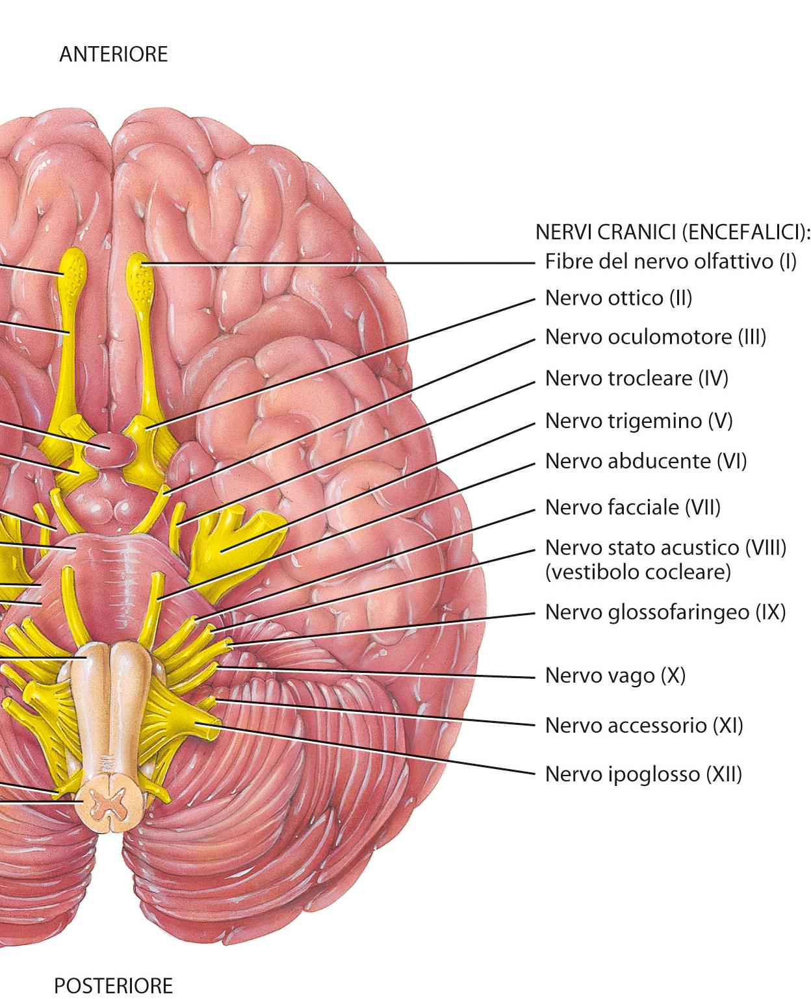 ANTERIORE
NERVI CRANICI (ENCEFALICI):
Fibre del nervo olfattivo (I)
Nervo ottico (II)
Nervo oculomotore (III)
Nervo trocleare (IV)
Nervo trigemino (V)
Nervo abducente (VI)
Nervo facciale (VII)
Nervo stato acustico (VIII)
(vestibolo cocleare)
Nervo glossofaringeo (IX)
Nervo vago (X)
Nervo accessorio (XI)
Nervo ipoglosso (XII)
POSTERIORE